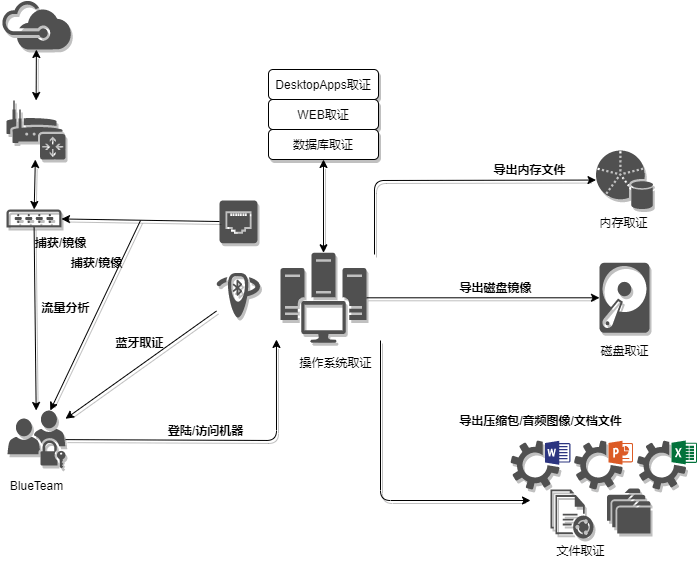 DesktopApps取证
WEB取证
数据库取证
导出内存文件
内存取证
捕获/镜像
捕获/镜像
流量分析
导出磁盘镜像
蓝牙取证
操作系统取证
磁盘取证
登陆/访问机器
导出压缩包/音频图像/文档文件
W
P
X
BlueTeam
文件取证